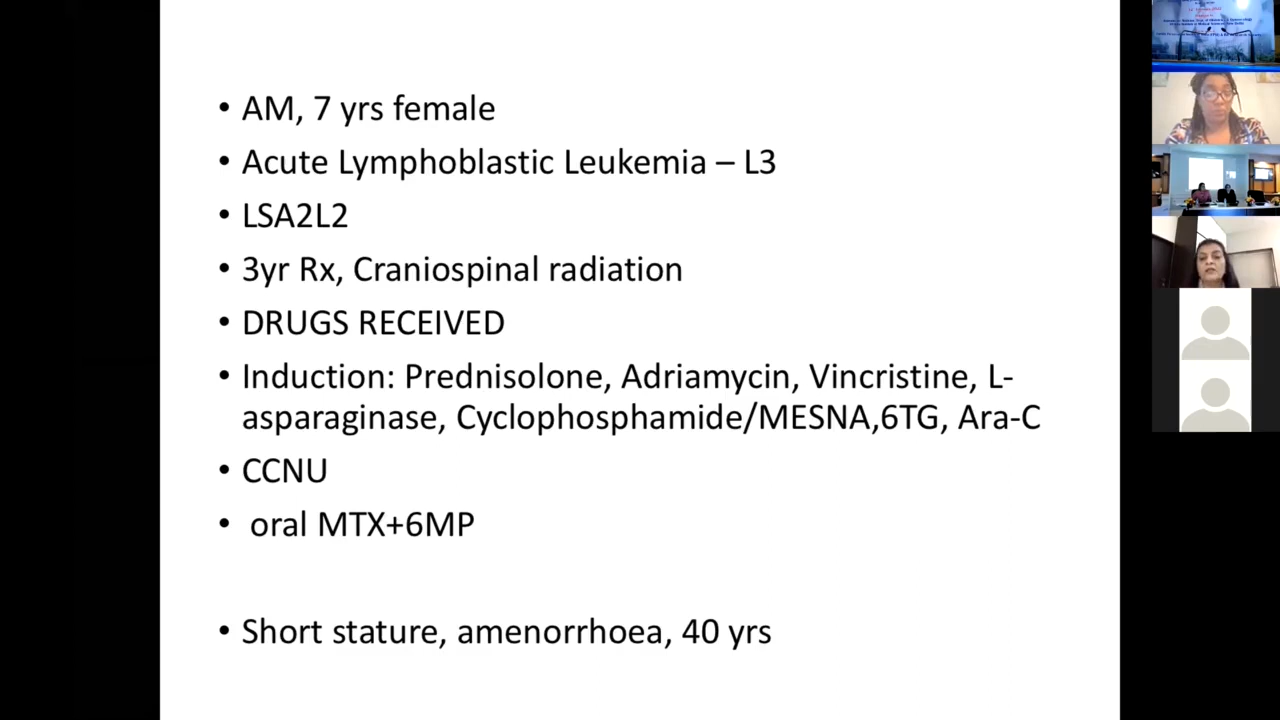 • AM, 7 yrs female
• Acute Lymphoblastic Leukemia – L3
• LSA2L2
• 3yr Rx, Craniospinal radiation
• DRUGS RECEIVED
• Induction: Prednisolone, Adriamycin, Vincristine, L-
asparaginase, Cyclophosphamide/MESNA,6TG, Ara-C
• CCNU
• oral MTX+6MP
• Short stature, amenorrhoea, 40 yrs